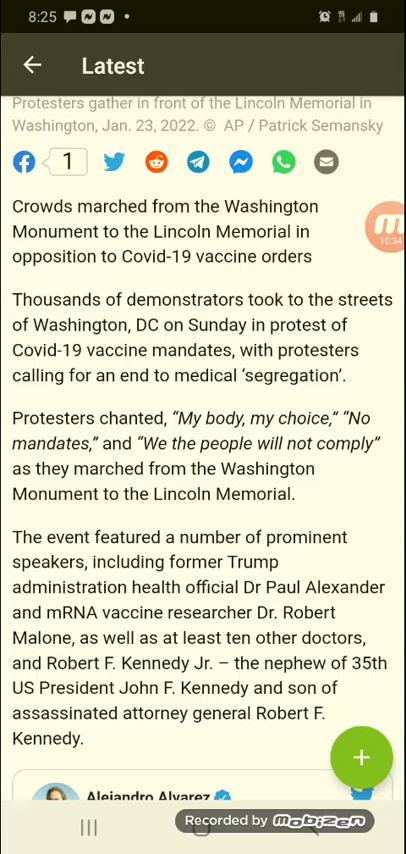 8:25
Latest
Protesters gather in front of the Lincoln Memorial in
Washington, Jan. 23, 2022. © AP / Patrick Semansky
1
Crowds marched from the Washington
Monument to the Lincoln Memorial in
opposition to Covid-19 vaccine orders
10:34
Thousands of demonstrators took to the streets
of Washington, DC on Sunday in protest of
Covid-19 vaccine mandates, with protesters
calling for an end to medical ‘segregation’.
Protesters chanted, “My body, my choice,” “No
mandates,” and “We the people will not comply”
as they marched from the Washington
Monument to the Lincoln Memorial.
The event featured a number of prominent
speakers, including former Trump
administration health official Dr Paul Alexander
and mRNA vaccine researcher Dr. Robert
Malone, as well as at least ten other doctors,
and Robert F. Kennedy Jr. – the nephew of 35th
US President John F. Kennedy and son of
assassinated attorney general Robert F.
Kennedy.
Alejandro Alvarez
Recorded by mobizen